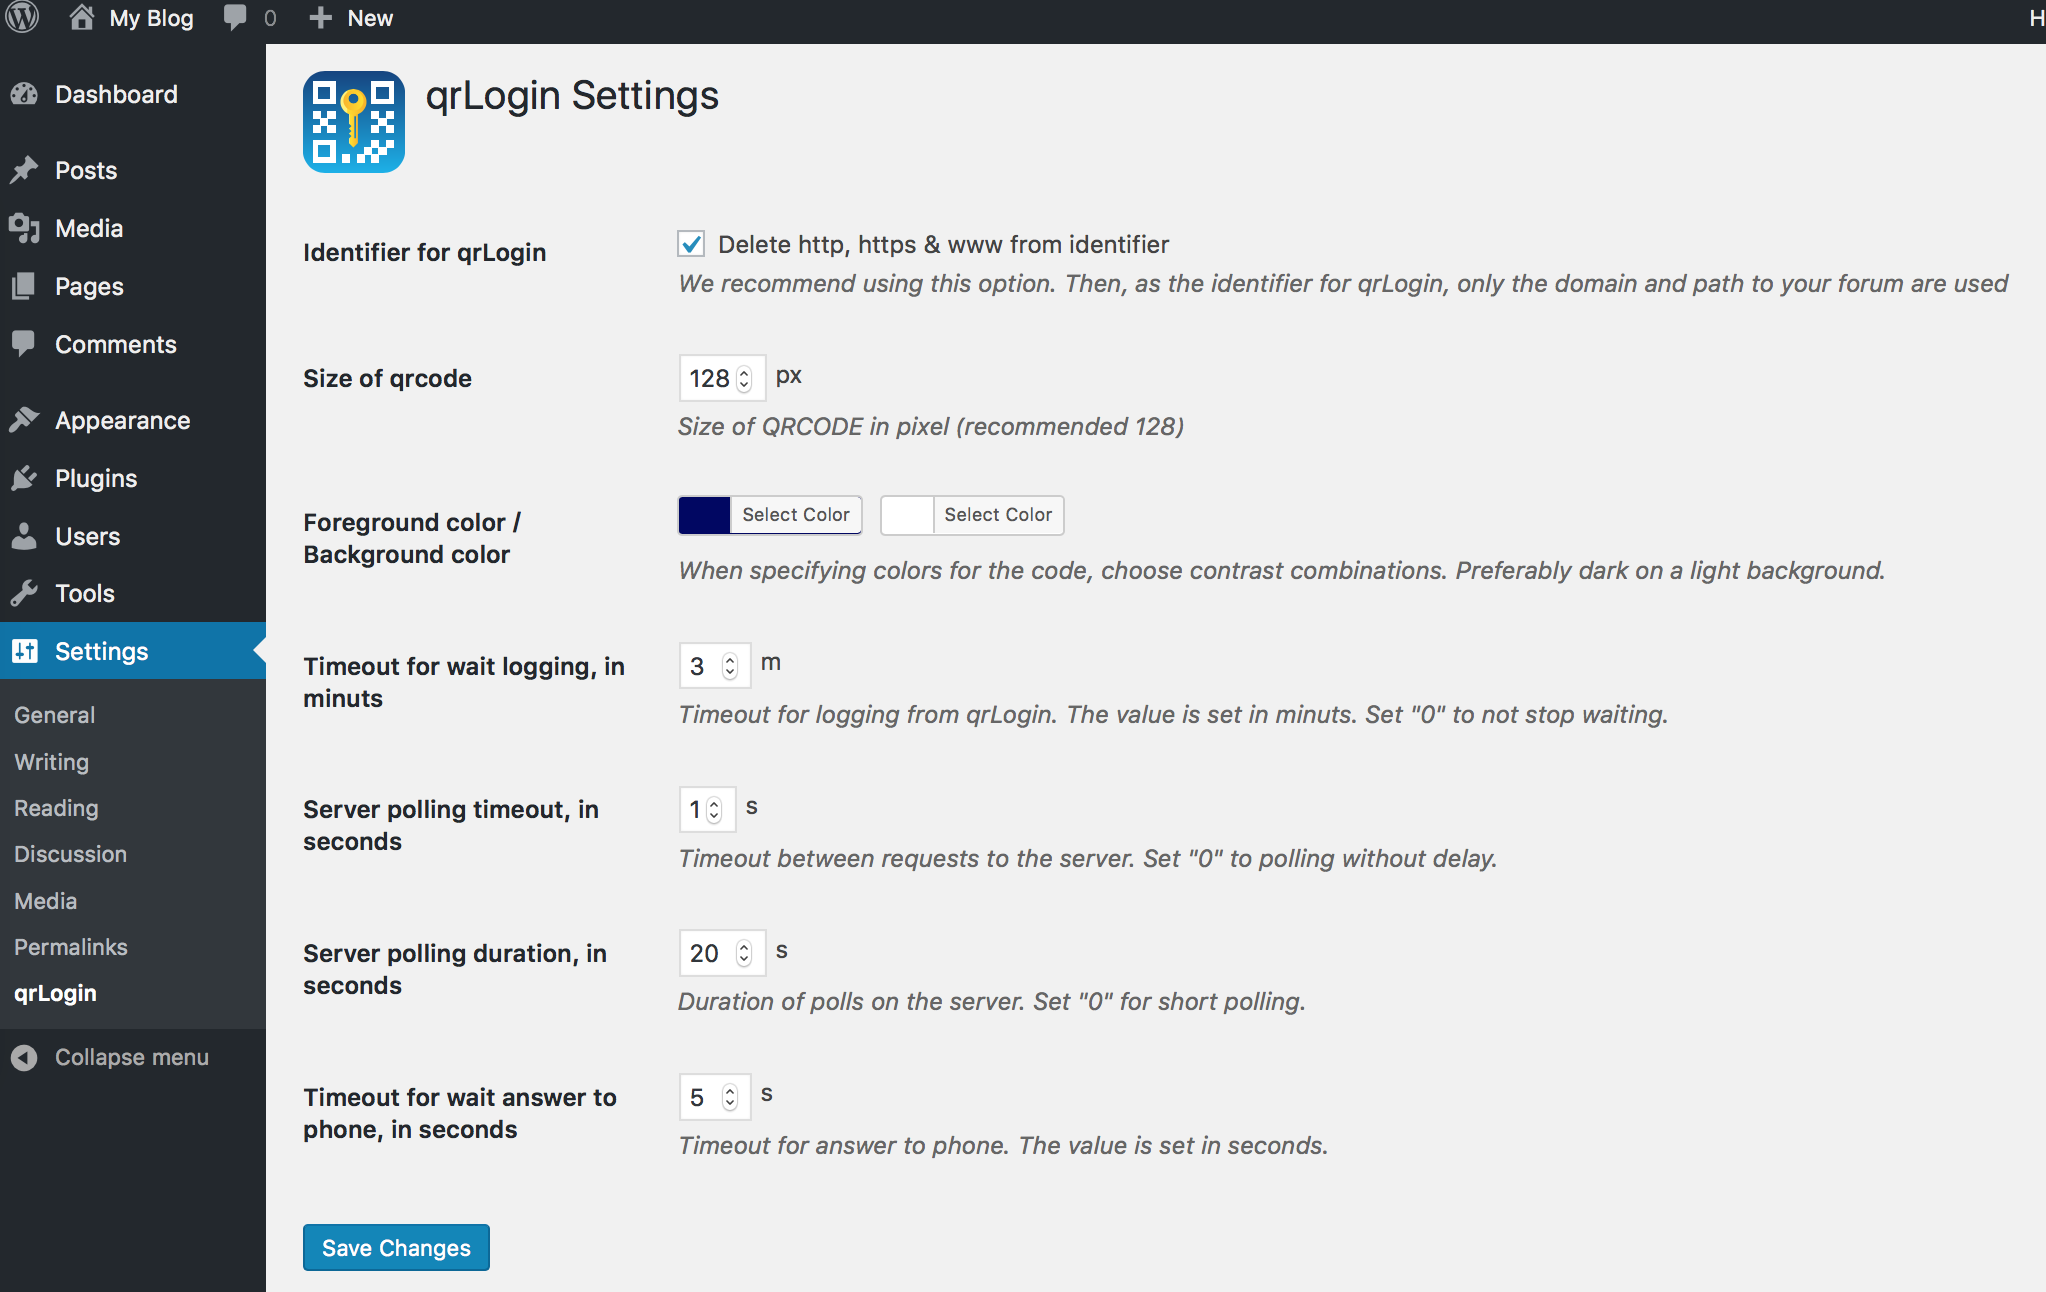 My Blog 0 New H
Dashboard
Posts
Media
Pages
Comments
Appearance
Plugins
Users
Tools
Settings
General
Writing
Reading
Discussion
Media
Permalinks
qrLogin
Collapse menu
qrLogin Settings
Identifier for qrLogin
Delete http, https & www from identifier
We recommend using this option. Then, as the identifier for qrLogin, only the domain and path to your forum are used
Size of qrcode
128 px
Size of QRCODE in pixel (recommended 128)
Foreground color /
Background color
Select Color Select Color
When specifying colors for the code, choose contrast combinations. Preferably dark on a light background.
Timeout for wait logging, in
minuts
3 m
Timeout for logging from qrLogin. The value is set in minuts. Set "0" to not stop waiting.
Server polling timeout, in
seconds
1 s
Timeout between requests to the server. Set "0" to polling without delay.
Server polling duration, in
seconds
20 s
Duration of polls on the server. Set "0" for short polling.
Timeout for wait answer to
phone, in seconds
5 s
Timeout for answer to phone. The value is set in seconds.
Save Changes